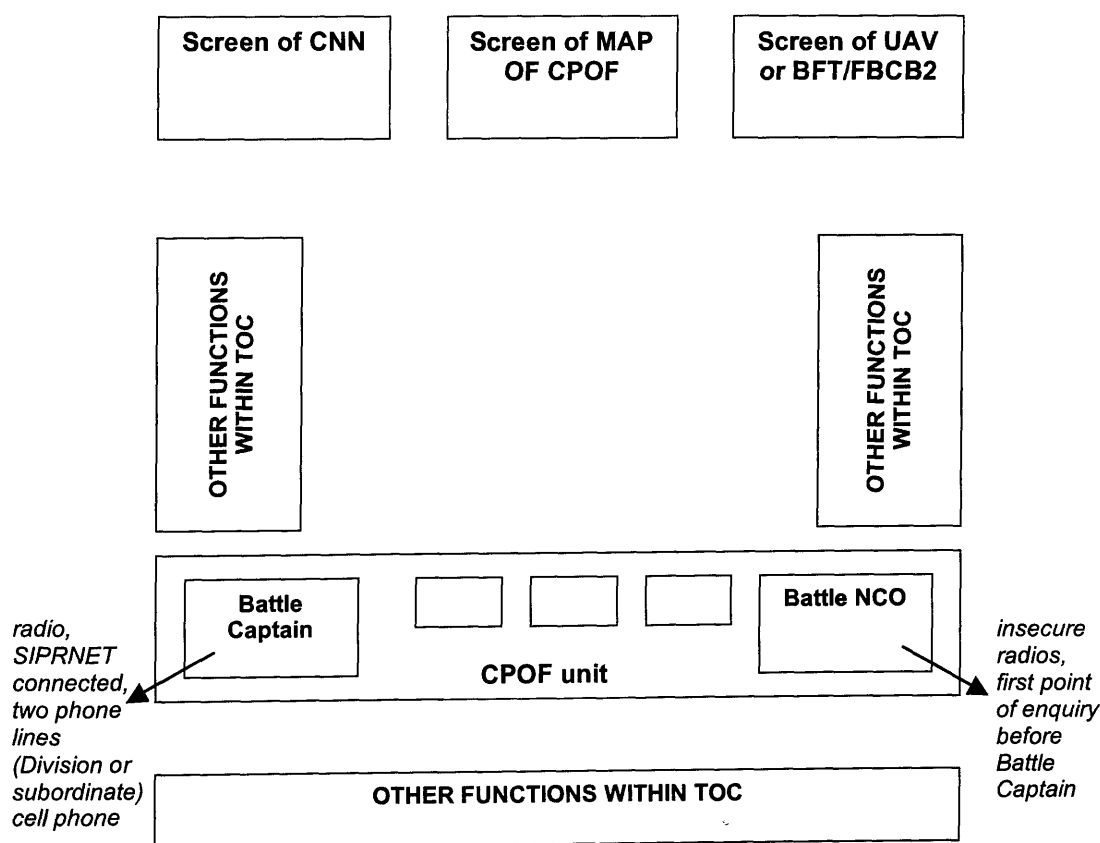 Screen of CNN
Screen of MAP
OF CPOF
Screen of UAV
or BFT/FBCB2
OTHER FUNCTIONS
WITHIN TOC
OTHER FUNCTIONS
WITHIN TOC
Battle
Captain
CPOF unit
Battle NCO
radio,
SIPRNET
connected,
two phone
lines
(Division or
subordinate)
cell phone
insecure
radios,
first point
of enquiry
before
Battle
Captain
OTHER FUNCTIONS WITHIN TOC